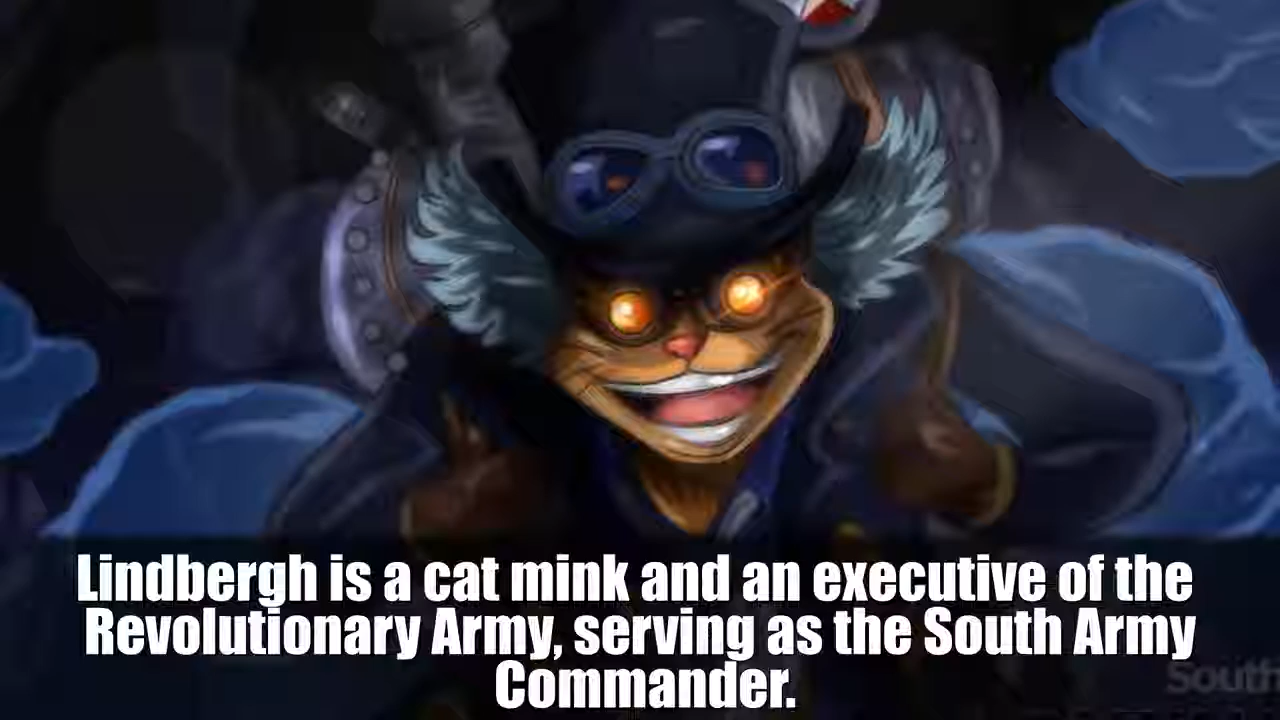 Lindbergh is a cat mink and an executive of the
Revolutionary Army, serving as the South Army
Commander.
South